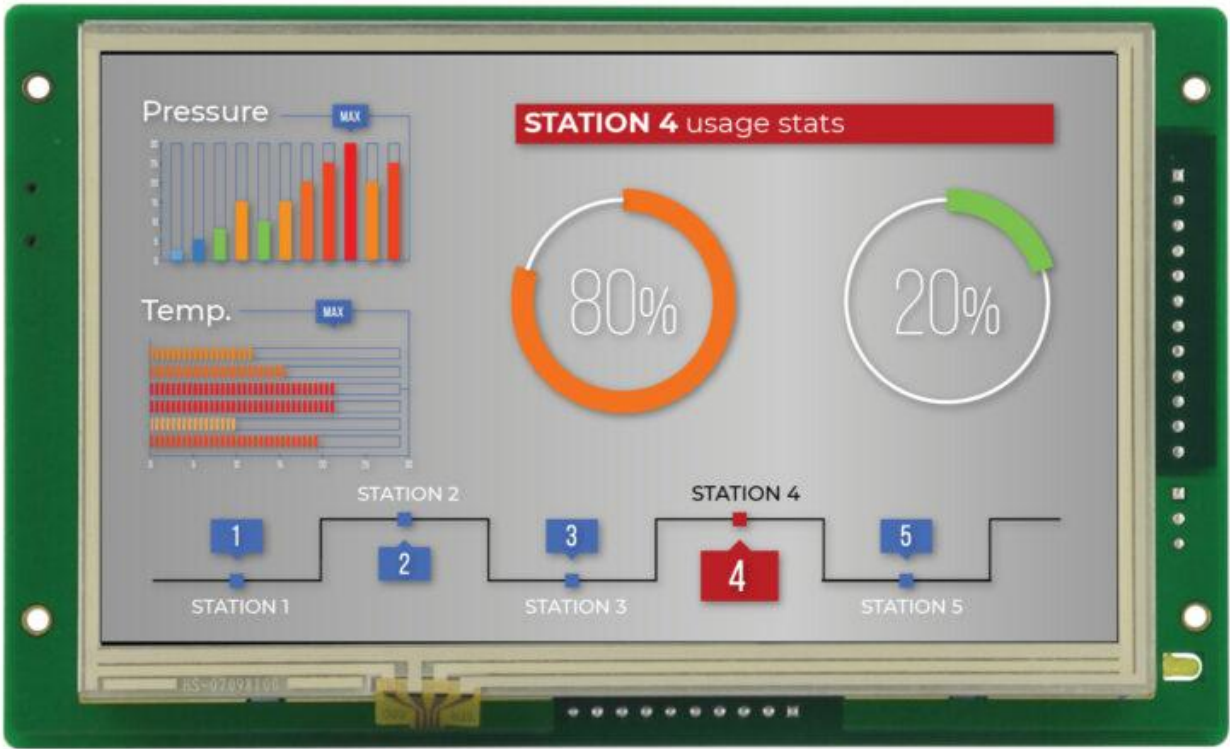 Pressure
MAX
STATION 4 usage stats
80%
20%
Temp.
MAX
STATION 2
STATION 4
1
3
5
2
4
STATION 1
STATION 3
STATION 5